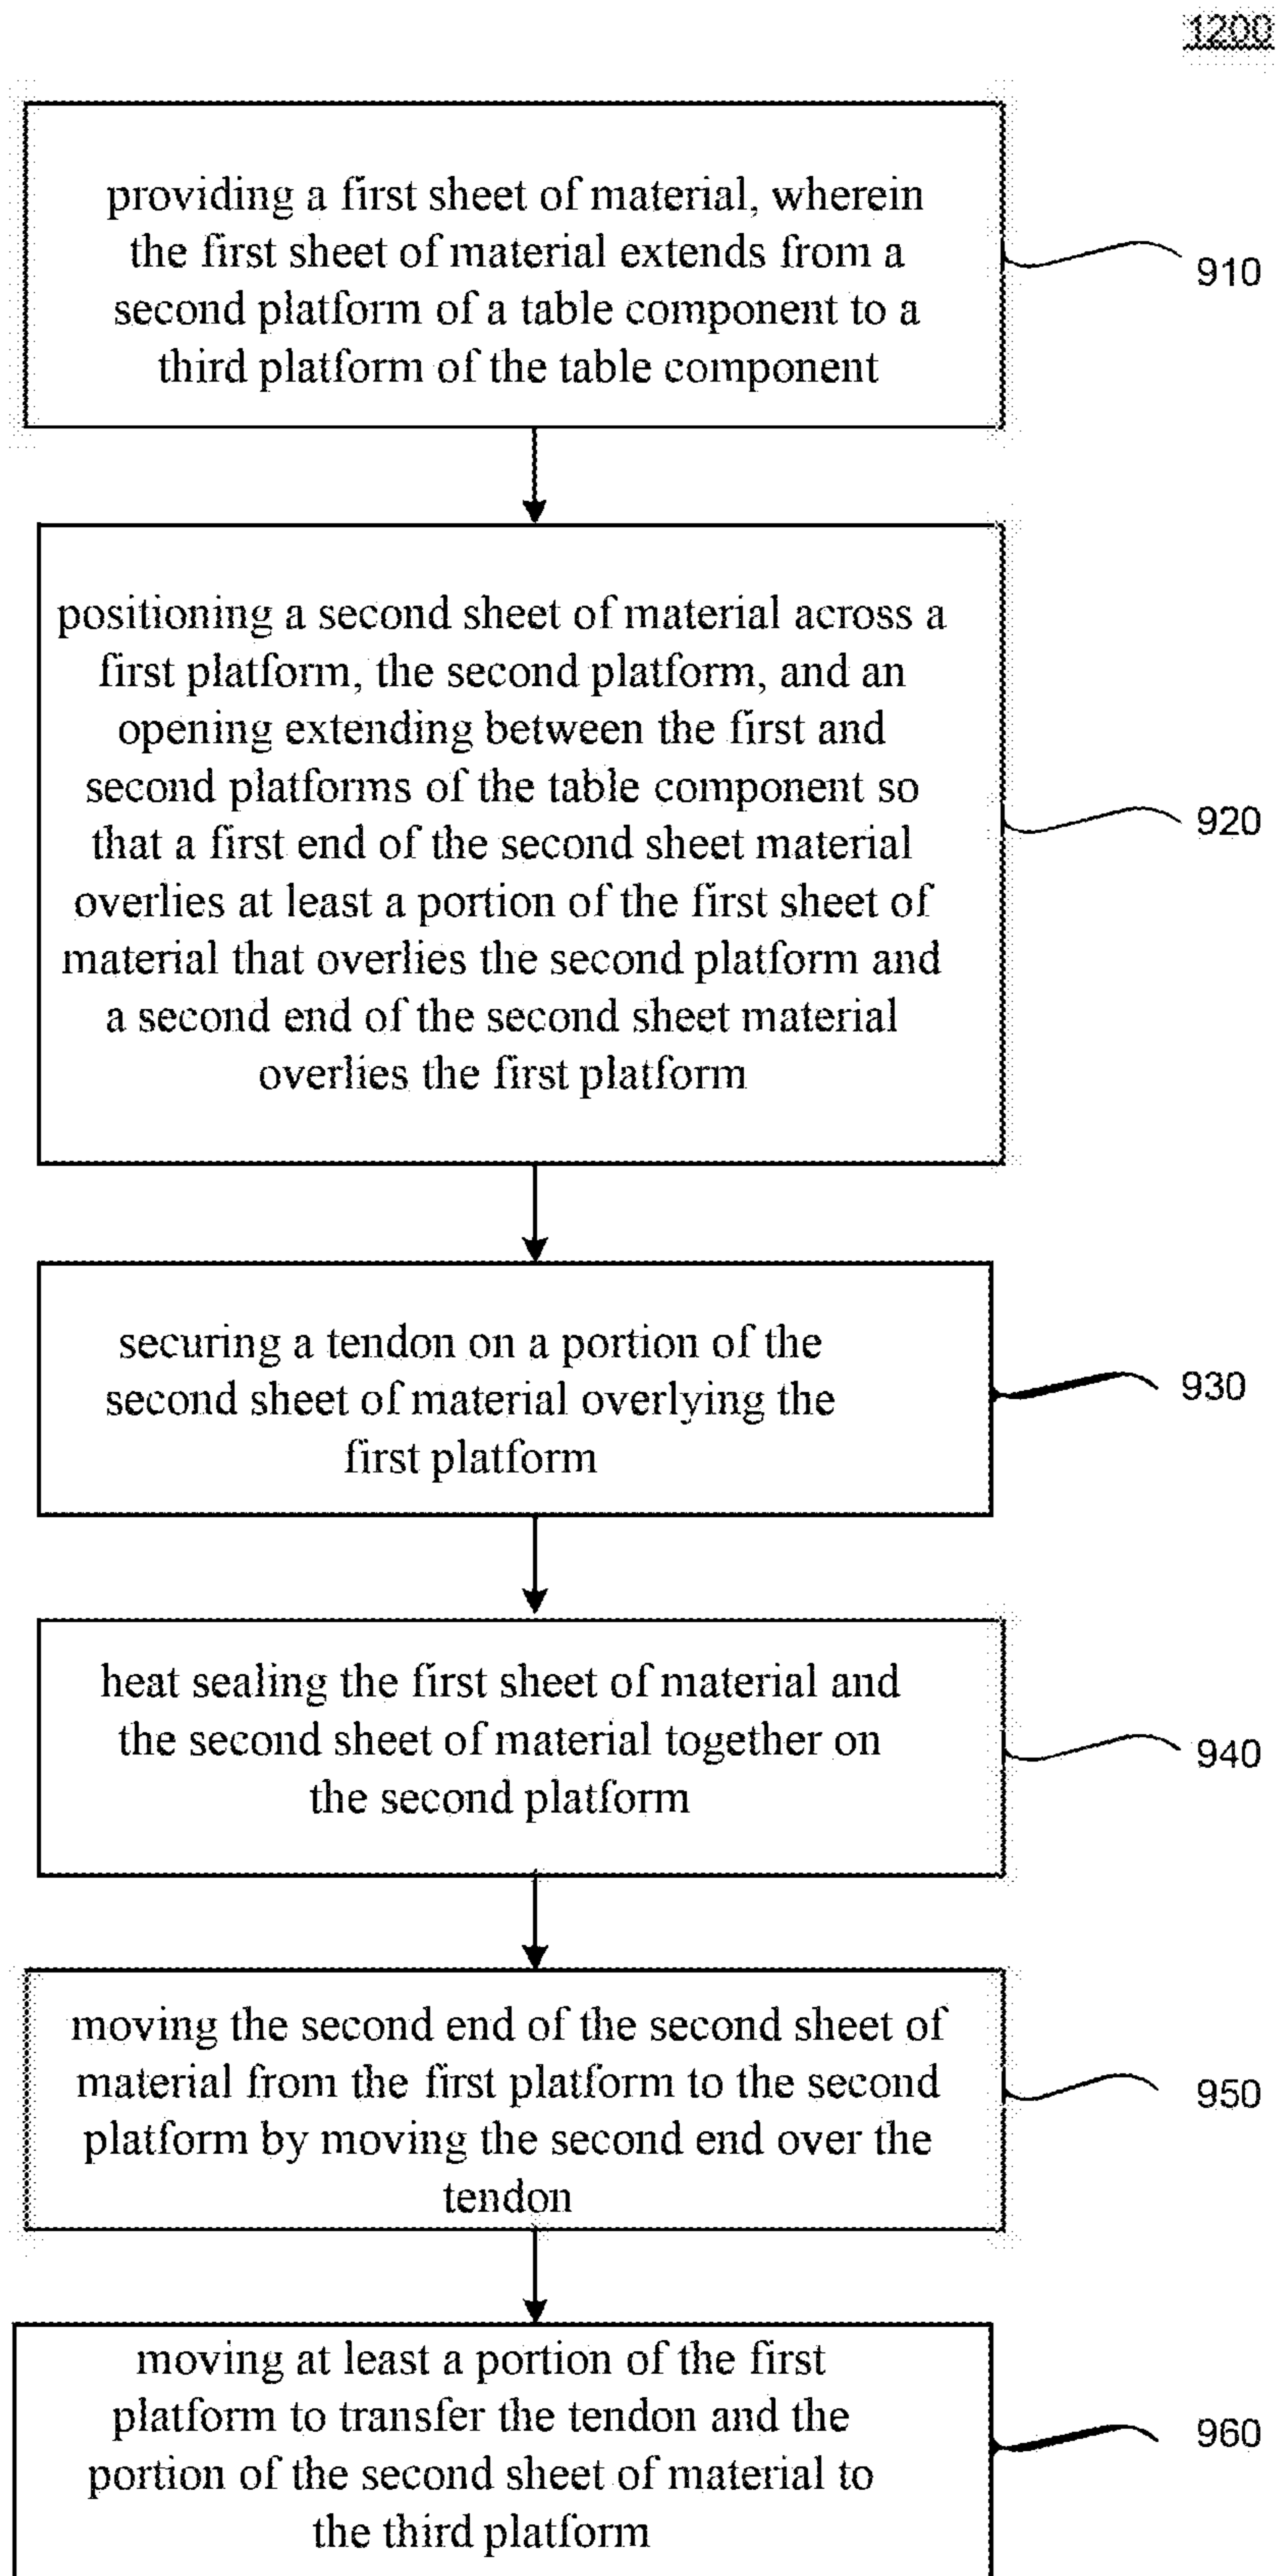 1200
providing a first sheet of material, wherein
the first sheet of material extends from a
second platform of a table component to a
third platform of the table component
910
positioning a second sheet of material across a
first platform, the second platform, and an
opening extending between the first and
second platforms of the table component so
that a first end of the second sheet material
overlies at least a portion of the first sheet of
material that overlies the second platform and
a second end of the second sheet material
overlies the first platform
920
securing a tendon on a portion of the
second sheet of material overlying the
first platform
930
heat sealing the first sheet of material and
the second sheet of material together on
the second platform
940
moving the second end of the second sheet of
material from the first platform to the second
platform by moving the second end over the
tendon
950
moving at least a portion of the first
platform to transfer the tendon and the
portion of the second sheet of material to
the third platform
960